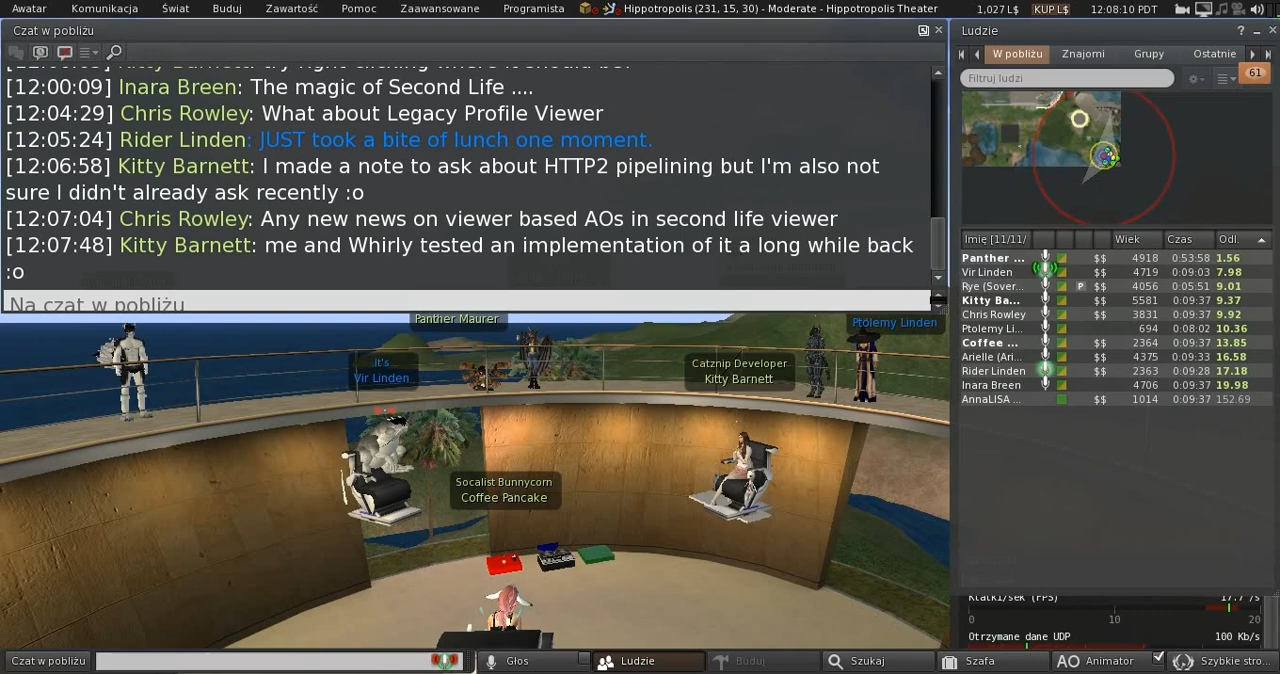 Awatar Komunikacja Świat Buduj Zawartość Pomoc Zaawansowane Programista Hippotropolis (231, 15, 30) - Moderate - Hippotropolis Theater 1,027 L$ KUP L$ 12:08:10 PDT
Czat w pobliżu
[12:00:09] Inara Breen: The magic of Second Life ....
[12:04:29] Chris Rowley: What about Legacy Profile Viewer
[12:05:24] Rider Linden: JUST took a bite of lunch one moment.
[12:06:58] Kitty Barnett: I made a note to ask about HTTP2 pipelining but I'm also not
sure I didn't already ask recently :o
[12:07:04] Chris Rowley: Any new news on viewer based AOs in second life viewer
[12:07:48] Kitty Barnett: me and Whirly tested an implementation of it a long while back
:o
Na czat w pobliżu
Ludzie
W pobliżu Znajomi Grupy Ostatnie
61
Filtruj ludzi
Imię [11/11/ Wiek Czas Odl.
Panther ... $$ 4918 0:53:58 1.56
Vir Linden $$ 4719 0:09:03 7.98
Rye (Sover... P $$ 4056 0:05:51 9.01
Kitty Ba... $$ 5581 0:09:37 9.37
Chris Rowley $$ 3831 0:09:37 9.92
Ptolemy Li... 694 0:08:02 10.36
Coffee ... $$ 2364 0:09:37 13.85
Arielle (Ari... $$ 4375 0:09:33 16.58
Rider Linden $$ 2363 0:09:28 17.18
Inara Breen 4706 0:09:37 19.98
AnnaLISA ... $$ 1014 0:09:37 152.69
Panther Maurer
Ptolemy Linden
It's
Vir Linden
Catznip Developer
Kitty Barnett
Socalist Bunnycorn
Coffee Pancake
Klatki/sek (FPS) 17.7 /s
0 10 20
Otrzymane dane UDP 100 Kb/s
Czat w pobliżu Głos Ludzie Buduj Szukaj Szafa AO Animator Szybkie stro...